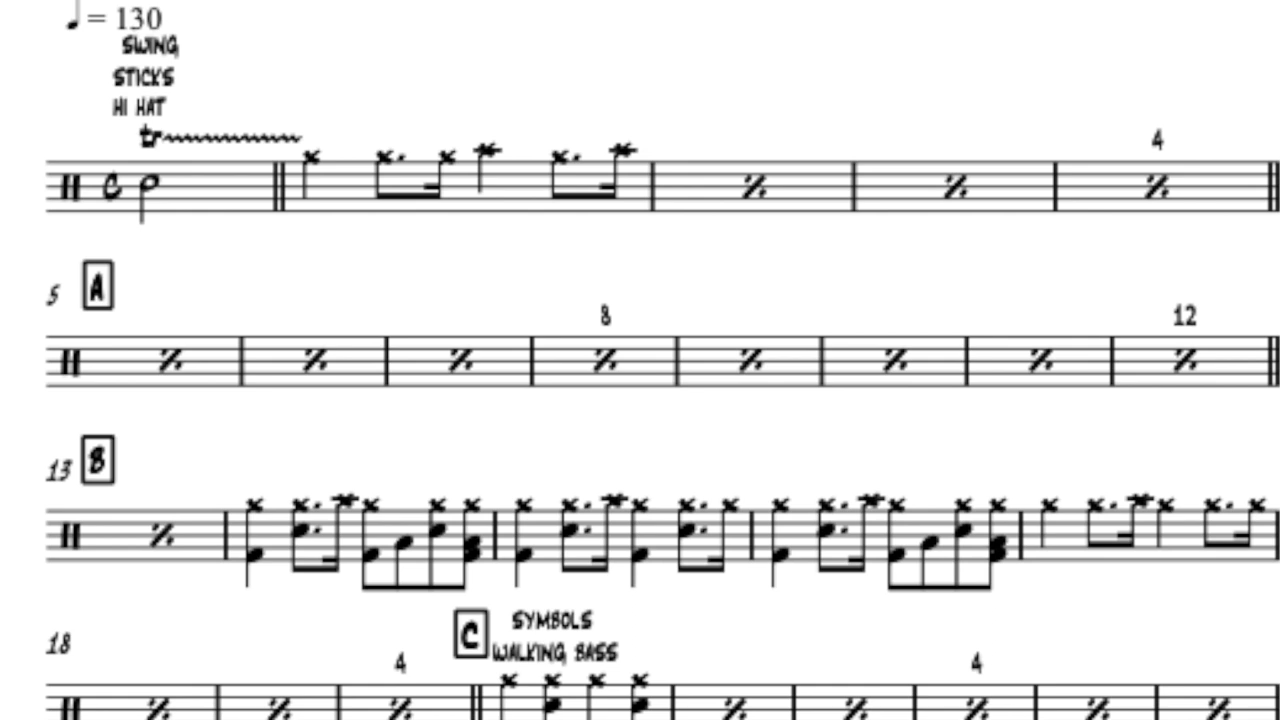 ♩ = 130
SWING
STICKS
HI HAT
tr
4
5 A
8 12
13 B
18 C SYMBOLS
WALKING BASS
4 4